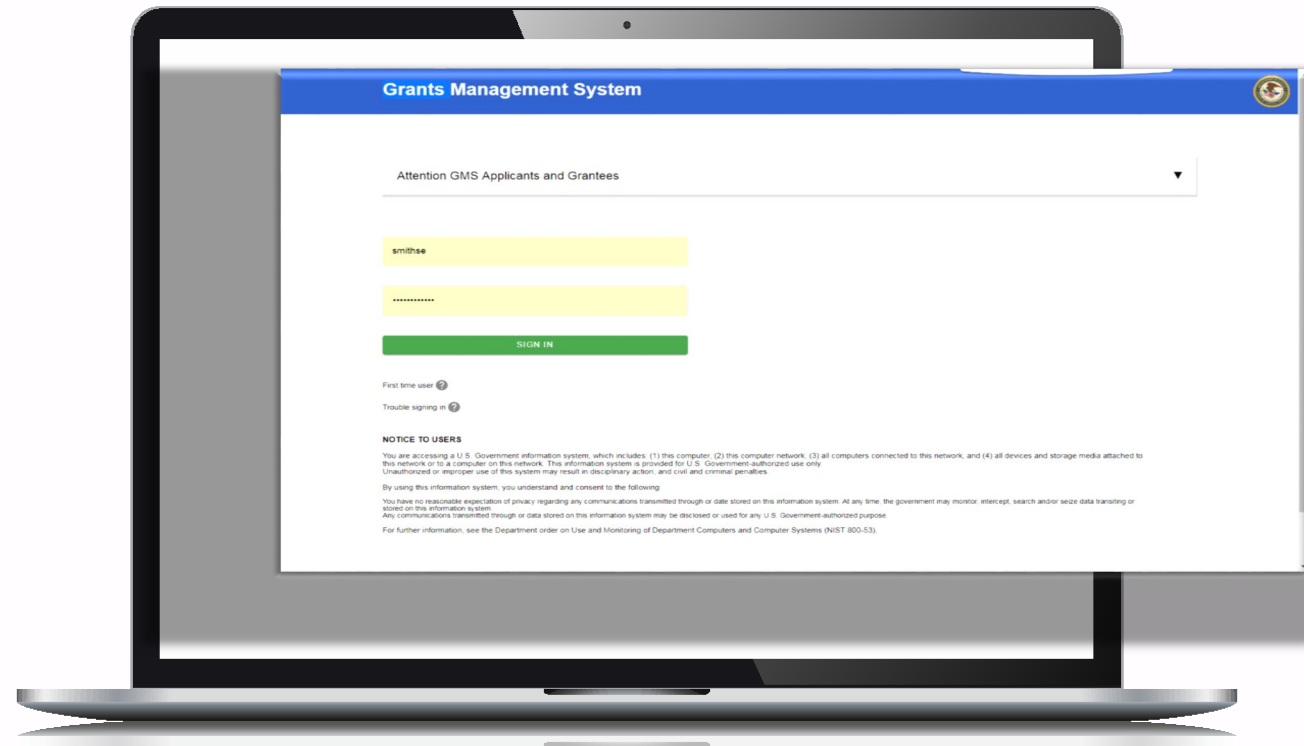 Grants Management System
Attention GMS Applicants and Grantees
smithse
••••••••••••
SIGN IN
First time user ?
Trouble signing in ?
NOTICE TO USERS
You are accessing a U.S. Government information system, which includes: (1) this computer, (2) this computer network, (3) all computers connected to this network, and (4) all devices and storage media attached to
this network or to a computer on this network. This information system is provided for U.S. Government-authorized use only
Unauthorized or improper use of this system may result in disciplinary action, and civil and criminal penalties.
By using this information system, you understand and consent to the following:
You have no reasonable expectation of privacy regarding any communications transmitted through or date stored on this information system. At any time, the government may monitor, intercept, search and/or seize data transiting or
stored on this information system
Any communications transmitted through or data stored on this information system may be disclosed or used for any U.S. Government-authorized purpose.
For further information, see the Department order on Use and Monitoring of Department Computers and Computer Systems (NIST 800-53).